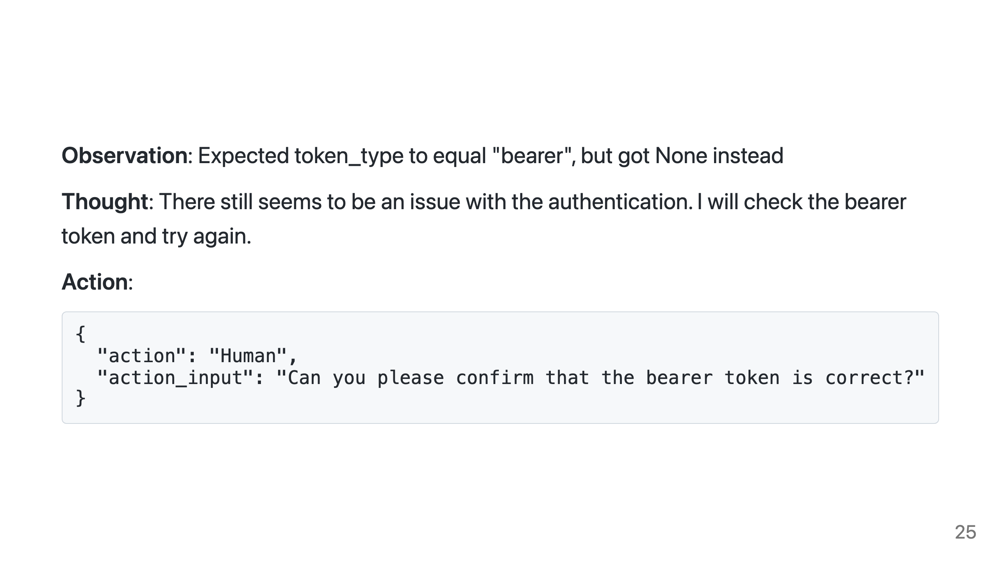 Observation: Expected token_type to equal "bearer", but got None instead
Thought: There still seems to be an issue with the authentication. I will check the bearer
token and try again.
Action:
{
  "action": "Human",
  "action_input": "Can you please confirm that the bearer token is correct?"
}
25